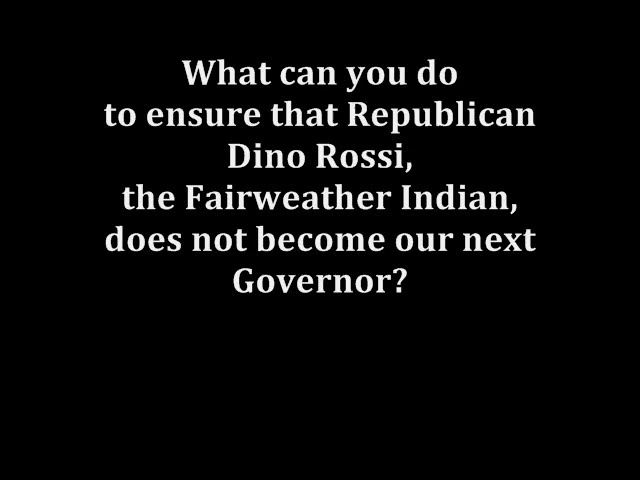 What can you do
to ensure that Republican
Dino Rossi,
the Fairweather Indian,
does not become our next
Governor?